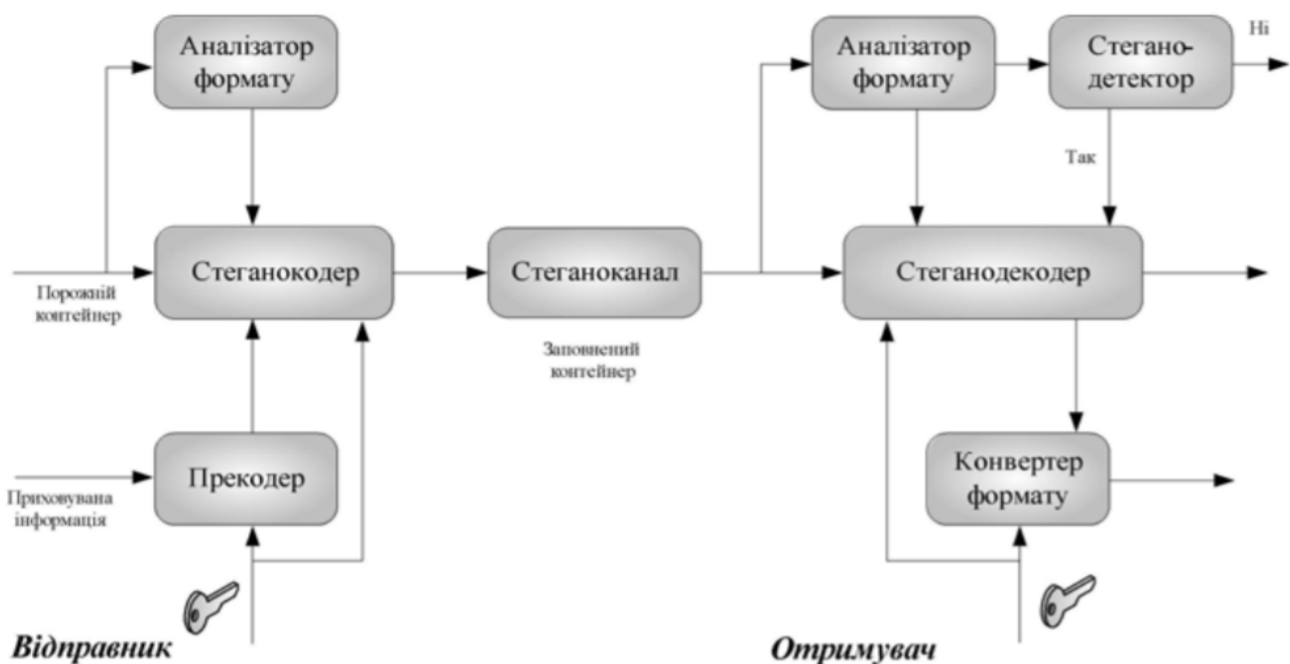 Аналізатор
формату
Аналізатор
формату
Стегано-
детектор
Ні
Так
Стеганокодер
Стеганоканал
Стеганодекодер
Порожній
контейнер
Заповнений
контейнер
Прекодер
Конвертер
формату
Приховувана
інформація
Відправник
Отримувач